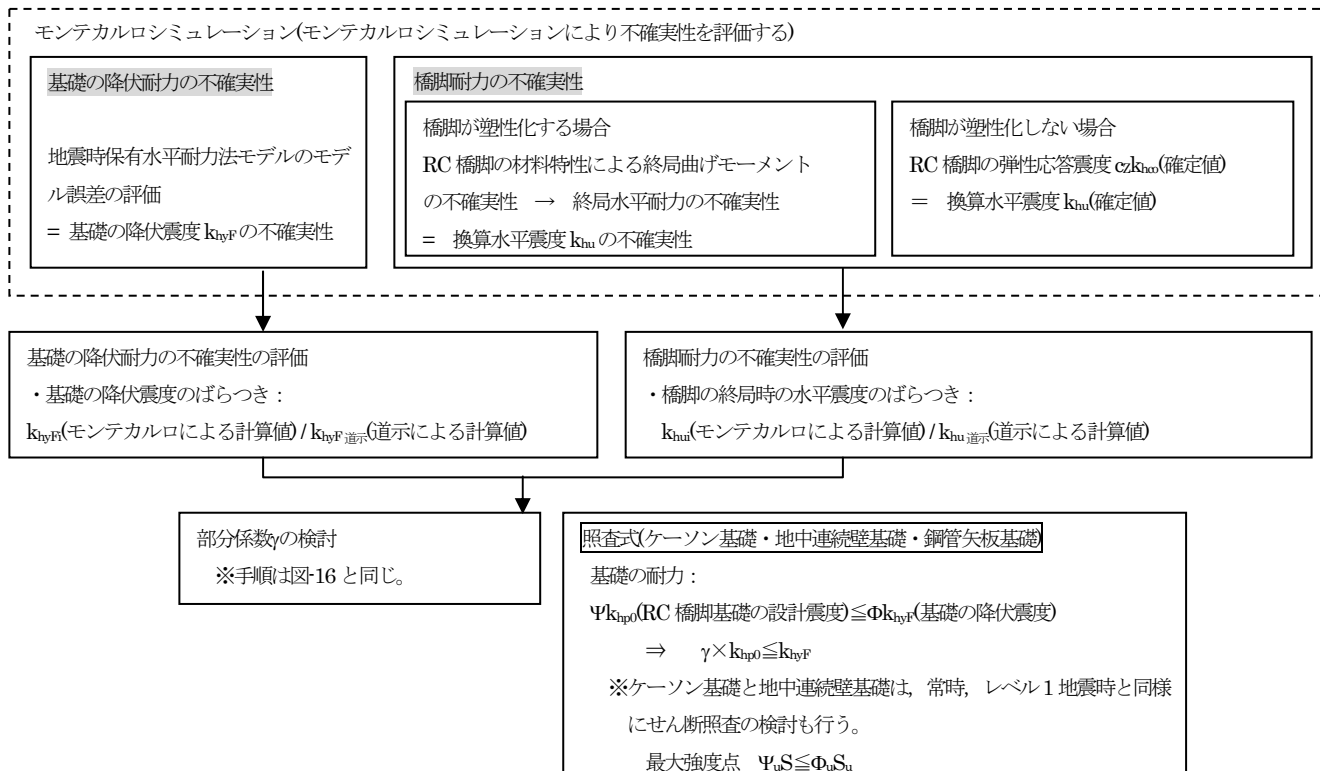 モンテカルロシミュレーション(モンテカルロシミュレーションにより不確実性を評価する)
基礎の降伏耐力の不確実性
地震時保有水平耐力法モデルのモデ
ル誤差の評価
= 基礎の降伏震度 khyF の不確実性
橋脚耐力の不確実性
橋脚が塑性化する場合
RC 橋脚の材料特性による終局曲げモーメント
の不確実性 → 終局水平耐力の不確実性
= 換算水平震度 khu の不確実性
橋脚が塑性化しない場合
RC 橋脚の弾性応答震度 czkhco(確定値)
= 換算水平震度 khu(確定値)
基礎の降伏耐力の不確実性の評価
・基礎の降伏震度のばらつき:
khyFi(モンテカルロによる計算値) / khyF 道示(道示による計算値)
橋脚耐力の不確実性の評価
・橋脚の終局時の水平震度のばらつき:
khui(モンテカルロによる計算値) / khu 道示(道示による計算値)
部分係数γの検討
※手順は図-16 と同じ。
照査式(ケーソン基礎・地中連続壁基礎・鋼管矢板基礎)
基礎の耐力:
Ψkhp0(RC 橋脚基礎の設計震度)≦ΦkhyF(基礎の降伏震度)
⇒ γ×khp0≦khyF
※ケーソン基礎と地中連続壁基礎は,常時,レベル 1 地震時と同様
にせん断照査の検討も行う。
最大強度点 ΨuS≦ΦuSu